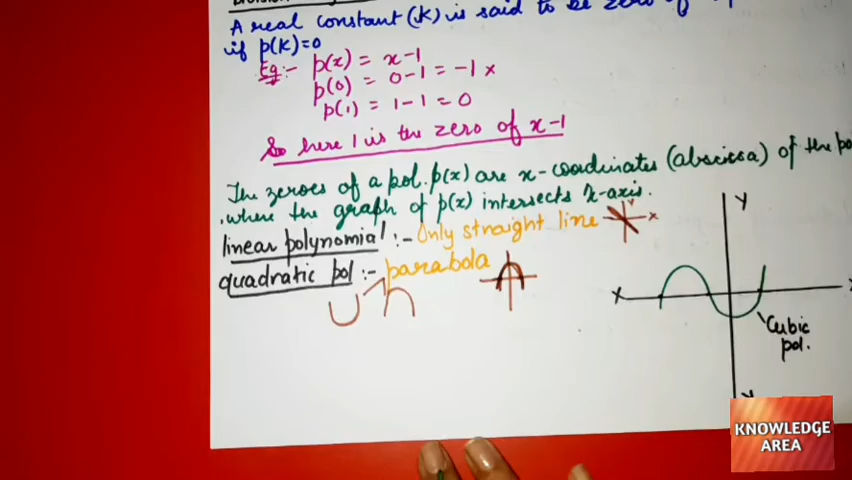 A real constant (k) is said to be zero of
if p(k)=0
Eg:- p(x) = x-1
p(0) = 0-1 = -1 ×
p(1) = 1-1 = 0
So here 1 is the zero of x-1
The zeroes of a pol. p(x) are x-coordinates (abscissa) of the po
where the graph of p(x) intersects x-axis.
linear polynomial :- Only straight line
Y
X
quadratic pol :- parabola
Y
X
Cubic
pol.
Y
KNOWLEDGE
AREA